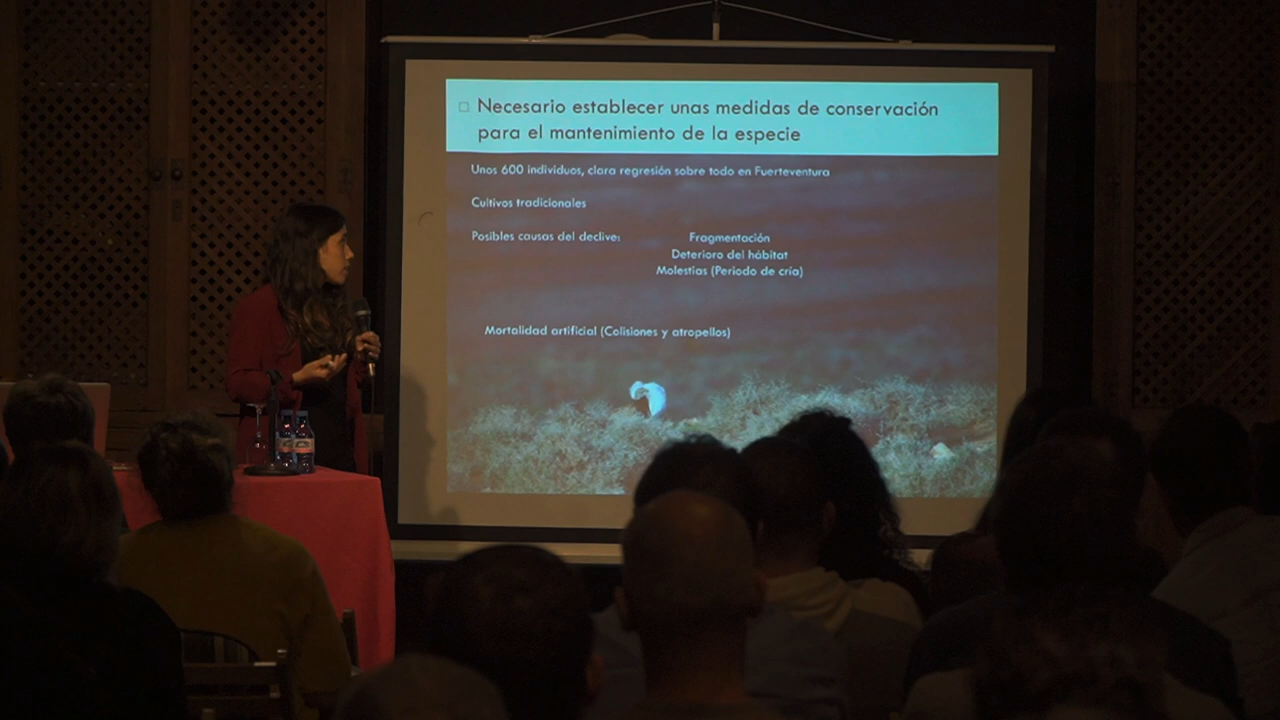 Necesario establecer unas medidas de conservación
para el mantenimiento de la especie
Unos 600 individuos, clara regresión sobre todo en Fuerteventura
Cultivos tradicionales
Posibles causas del declive: Fragmentación
Deterioro del hábitat
Molestias (Periodo de cría)
Mortalidad artificial (Colisiones y atropellos)